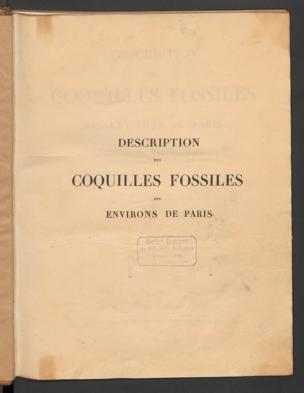 DESCRIPTION
DES
COQUILLES FOSSILES
DES
ENVIRONS DE PARIS.